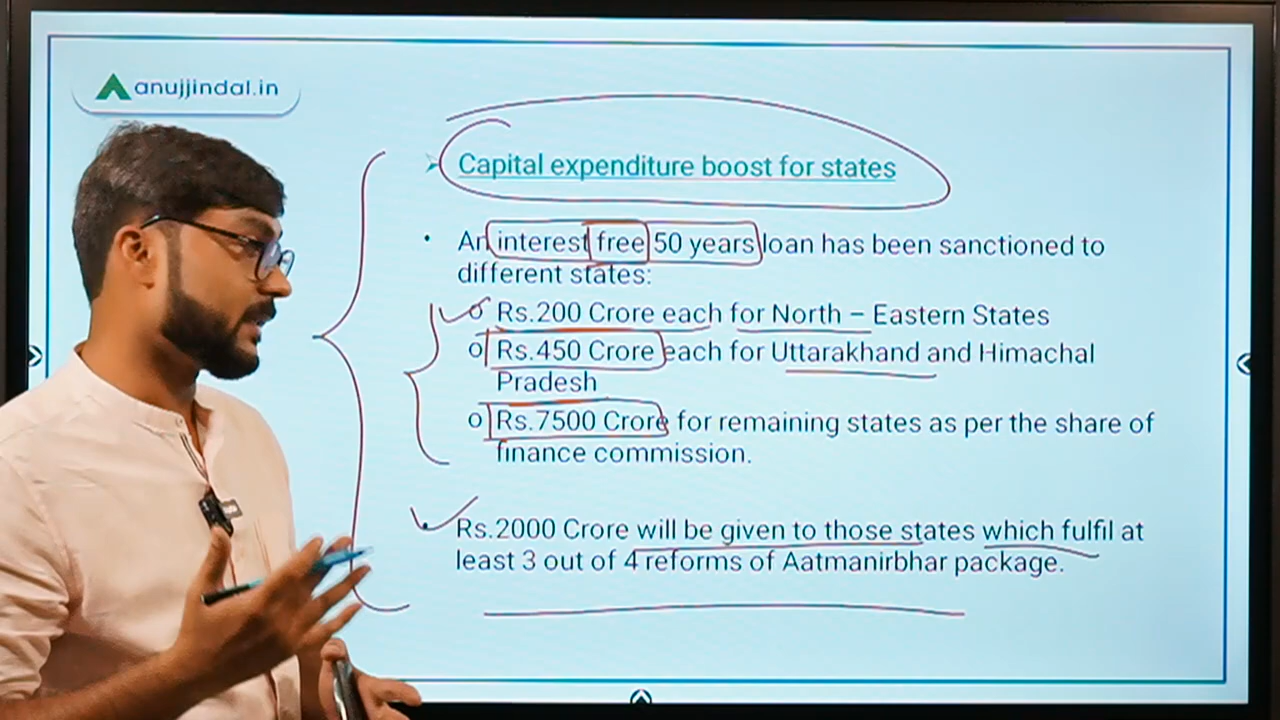 anujjindal.in
Capital expenditure boost for states
• An interest free 50 years loan has been sanctioned to
different states:
o Rs.200 Crore each for North – Eastern States
o Rs.450 Crore each for Uttarakhand and Himachal
Pradesh
o Rs.7500 Crore for remaining states as per the share of
finance commission.
• Rs.2000 Crore will be given to those states which fulfil at
least 3 out of 4 reforms of Aatmanirbhar package.